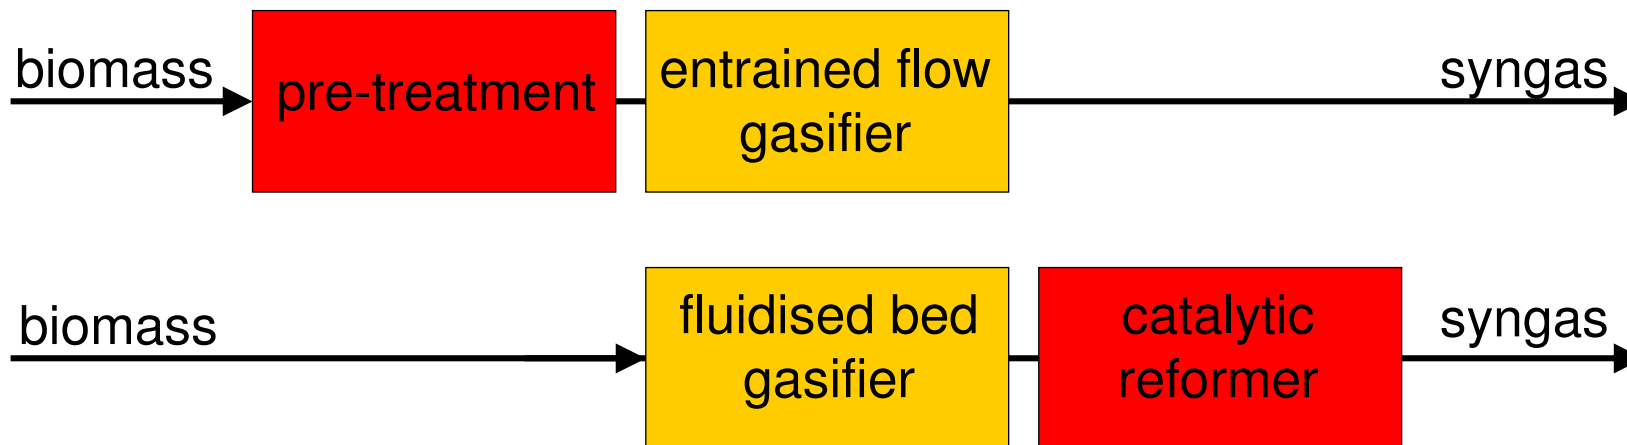 biomass
pre-treatment
entrained flow
gasifier
syngas
biomass
fluidised bed
gasifier
catalytic
reformer
syngas